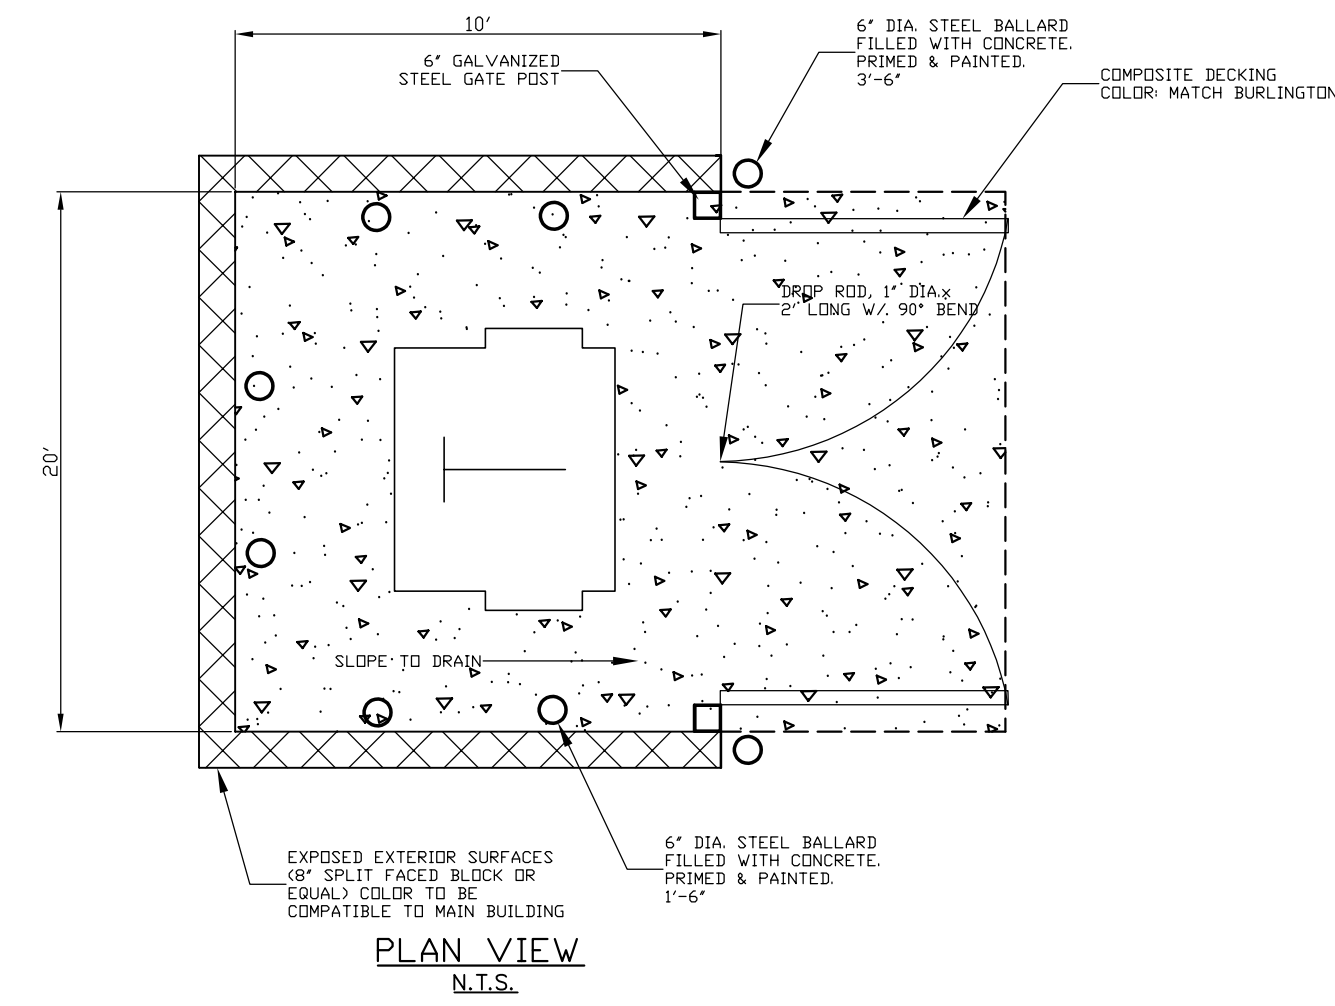 10'
6" GALVANIZED
STEEL GATE POST
6" DIA. STEEL BALLARD
FILLED WITH CONCRETE.
PRIMED & PAINTED.
3'-6"
COMPOSITE DECKING
COLOR: MATCH BURLINGTON
20'
DROP ROD, 1" DIA.x
2' LONG W/. 90° BEND
SLOPE TO DRAIN
6" DIA. STEEL BALLARD
FILLED WITH CONCRETE.
PRIMED & PAINTED.
1'-6"
EXPOSED EXTERIOR SURFACES
(8" SPLIT FACED BLOCK OR
EQUAL) COLOR TO BE
COMPATIBLE TO MAIN BUILDING
PLAN VIEW
N.T.S.